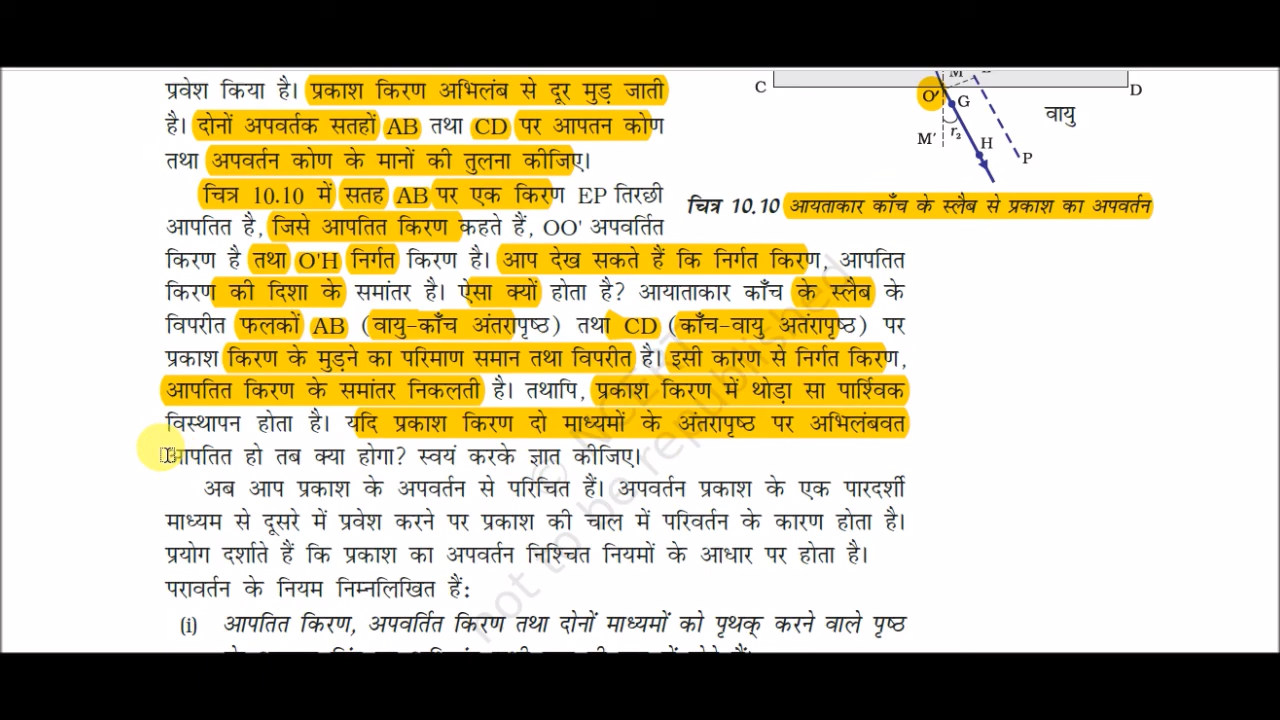 प्रवेश किया है। प्रकाश किरण अभिलंब से दूर मुड़ जाती
है। दोनों अपवर्तक सतहों AB तथा CD पर आपतन कोण
तथा अपवर्तन कोण के मानों की तुलना कीजिए।
चित्र 10.10 में सतह AB पर एक किरण EP तिरछी
आपतित है, जिसे आपतित किरण कहते हैं, OO' अपवर्तित
किरण है तथा O'H निर्गत किरण है। आप देख सकते हैं कि निर्गत किरण, आपतित
किरण की दिशा के समांतर है। ऐसा क्यों होता है? आयाताकार काँच के स्लैब के
विपरीत फलकों AB (वायु-काँच अंतरापृष्ठ) तथा CD (काँच-वायु अतंरापृष्ठ) पर
प्रकाश किरण के मुड़ने का परिमाण समान तथा विपरीत है। इसी कारण से निर्गत किरण,
आपतित किरण के समांतर निकलती है। तथापि, प्रकाश किरण में थोड़ा सा पार्श्विक
विस्थापन होता है। यदि प्रकाश किरण दो माध्यमों के अंतरापृष्ठ पर अभिलंबवत
आपतित हो तब क्या होगा? स्वयं करके ज्ञात कीजिए।
अब आप प्रकाश के अपवर्तन से परिचित हैं। अपवर्तन प्रकाश के एक पारदर्शी
माध्यम से दूसरे में प्रवेश करने पर प्रकाश की चाल में परिवर्तन के कारण होता है।
प्रयोग दर्शाते हैं कि प्रकाश का अपवर्तन निश्चित नियमों के आधार पर होता है।
परावर्तन के नियम निम्नलिखित हैं:
(i) आपतित किरण, अपवर्तित किरण तथा दोनों माध्यमों को पृथक् करने वाले पृष्ठ
C
M
D
O'
G
वायु
M'
r₂
H
P
चित्र 10.10 आयताकार काँच के स्लैब से प्रकाश का अपवर्तन
not to be republished